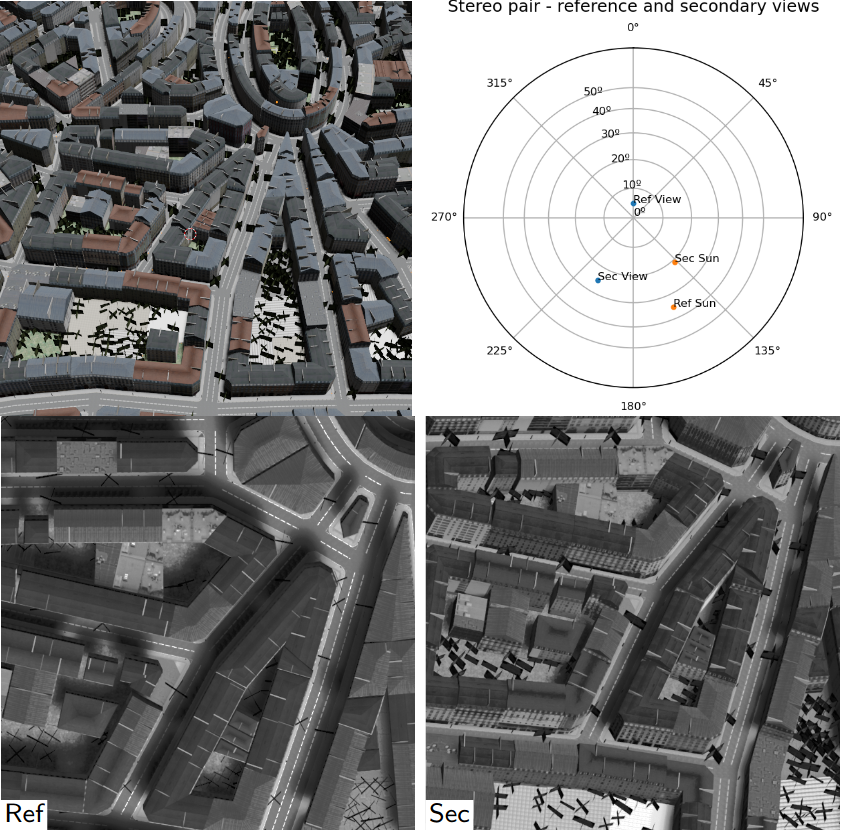 Stereo pair - reference and secondary views
0°
315°
45°
50º
40º
30º
20º
10º
Ref View
0º
270°
90°
Sec Sun
Sec View
Ref Sun
225°
135°
180°
Ref
Sec